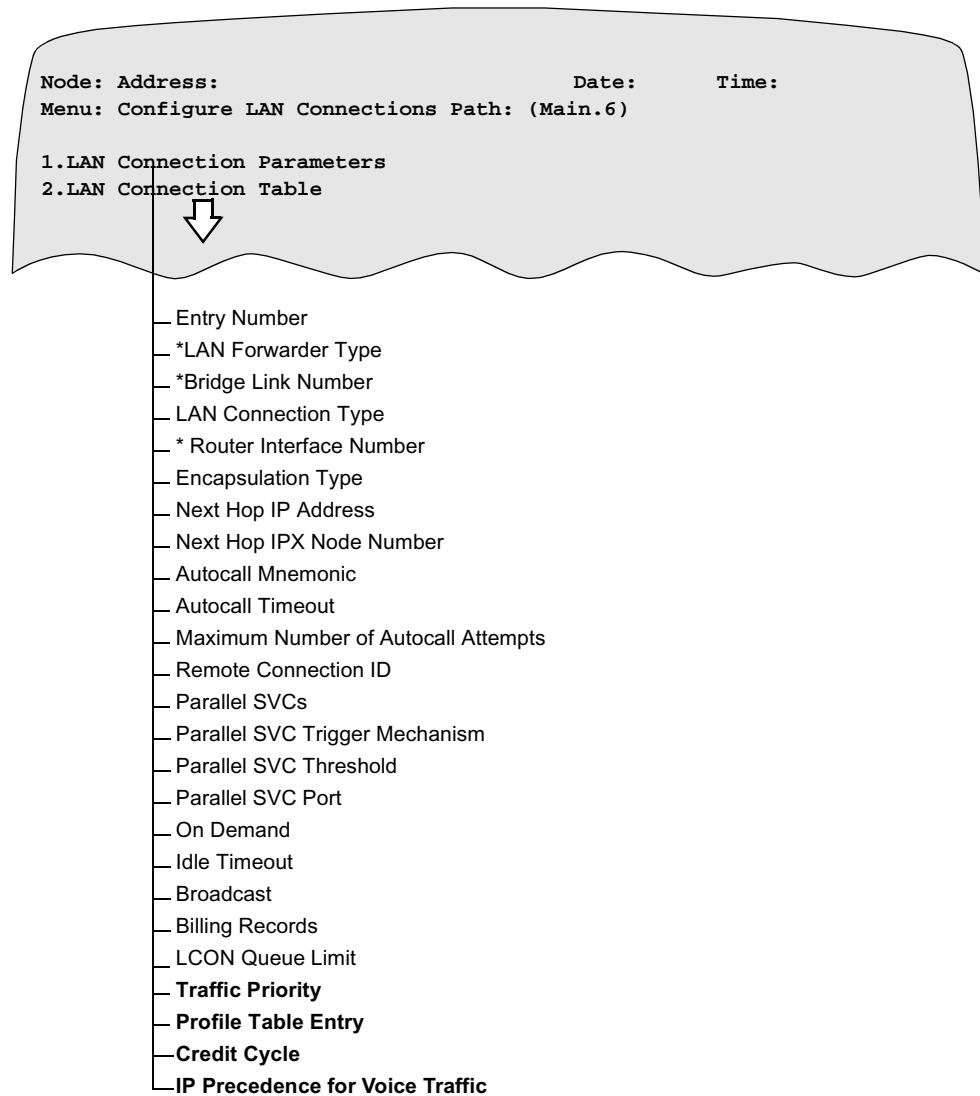 Node: Address: Date: Time:
Menu: Configure LAN Connections Path: (Main.6)
1.LAN Connection Parameters
2.LAN Connection Table
Entry Number
*LAN Forwarder Type
*Bridge Link Number
LAN Connection Type
* Router Interface Number
Encapsulation Type
Next Hop IP Address
Next Hop IPX Node Number
Autocall Mnemonic
Autocall Timeout
Maximum Number of Autocall Attempts
Remote Connection ID
Parallel SVCs
Parallel SVC Trigger Mechanism
Parallel SVC Threshold
Parallel SVC Port
On Demand
Idle Timeout
Broadcast
Billing Records
LCON Queue Limit
Traffic Priority
Profile Table Entry
Credit Cycle
IP Precedence for Voice Traffic